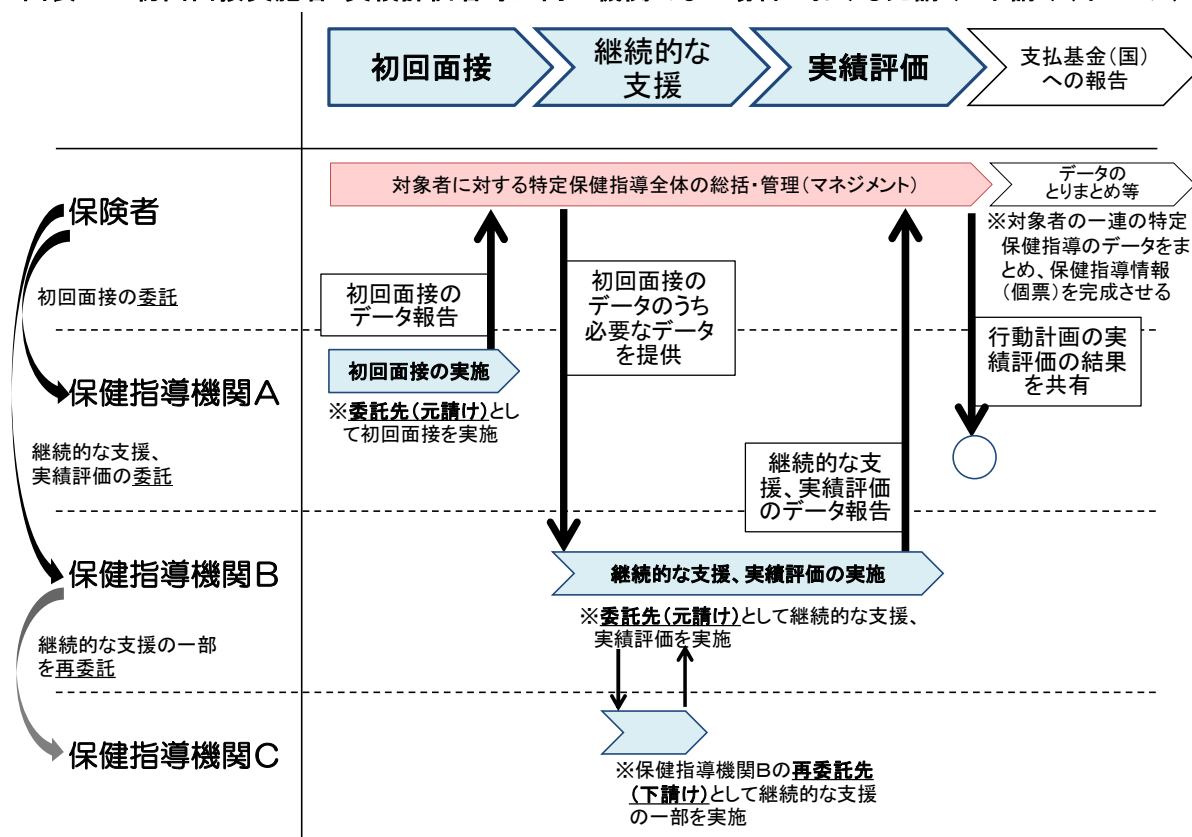 初回面接
継続的な
支援
実績評価
支払基金(国)
への報告
保険者
対象者に対する特定保健指導全体の総括・管理(マネジメント)
データの
とりまとめ等
※対象者の一連の特定
保健指導のデータをま
とめ、保健指導情報
(個票)を完成させる
初回面接の委託
初回面接の
データ報告
初回面接の
データのうち
必要なデータ
を提供
行動計画の実
績評価の結果
を共有
保健指導機関A
初回面接の実施
※委託先(元請け)とし
て初回面接を実施
継続的な支援、
実績評価の委託
継続的な支
援、実績評価
のデータ報告
保健指導機関B
継続的な支援、実績評価の実施
※委託先(元請け)として継続的な支援、
実績評価を実施
継続的な支援の一部
を再委託
保健指導機関C
※保健指導機関Bの再委託先
(下請け)として継続的な支援
の一部を実施